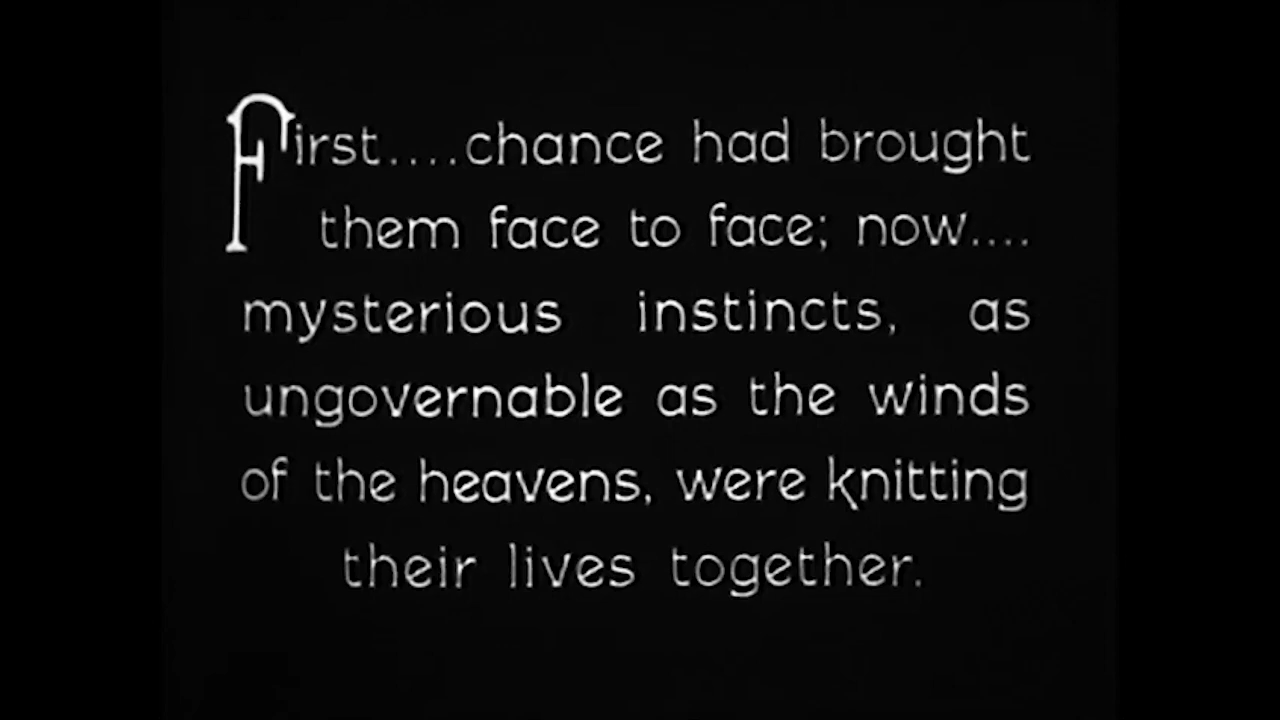 First....chance had brought
them face to face; now....
mysterious instincts, as
ungovernable as the winds
of the heavens, were knitting
their lives together.